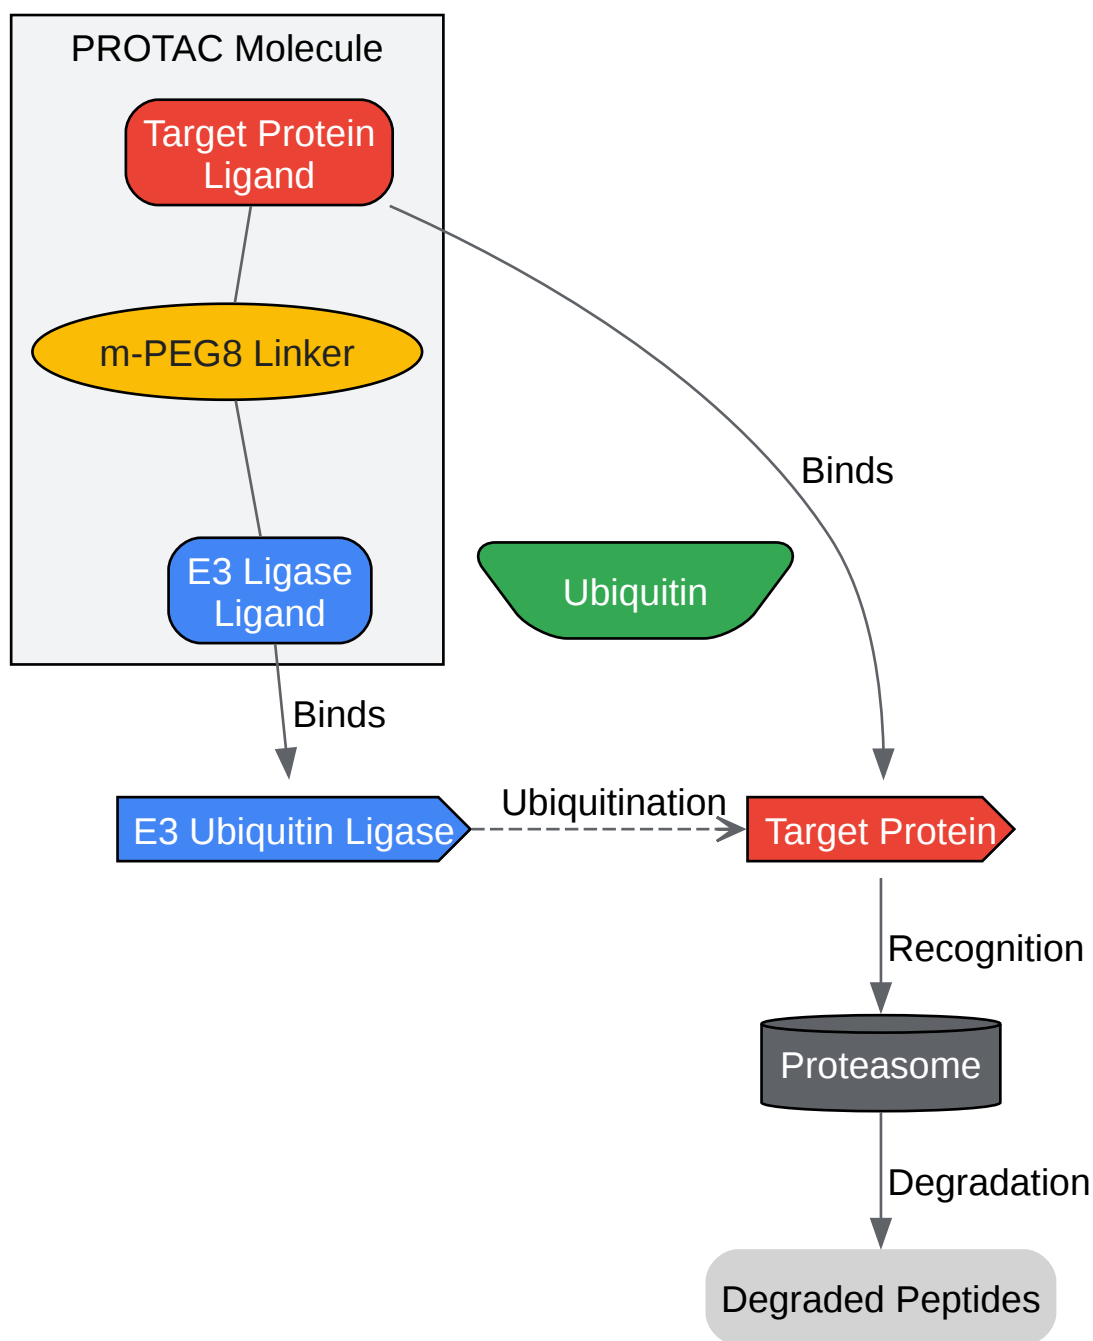 PROTAC Molecule
Target Protein
Ligand
m-PEG8 Linker
Binds
E3 Ligase
Ligand
Ubiquitin
Binds
Ubiquitination
E3 Ubiquitin Ligase
Target Protein
Recognition
Proteasome
Degradation
Degraded Peptides